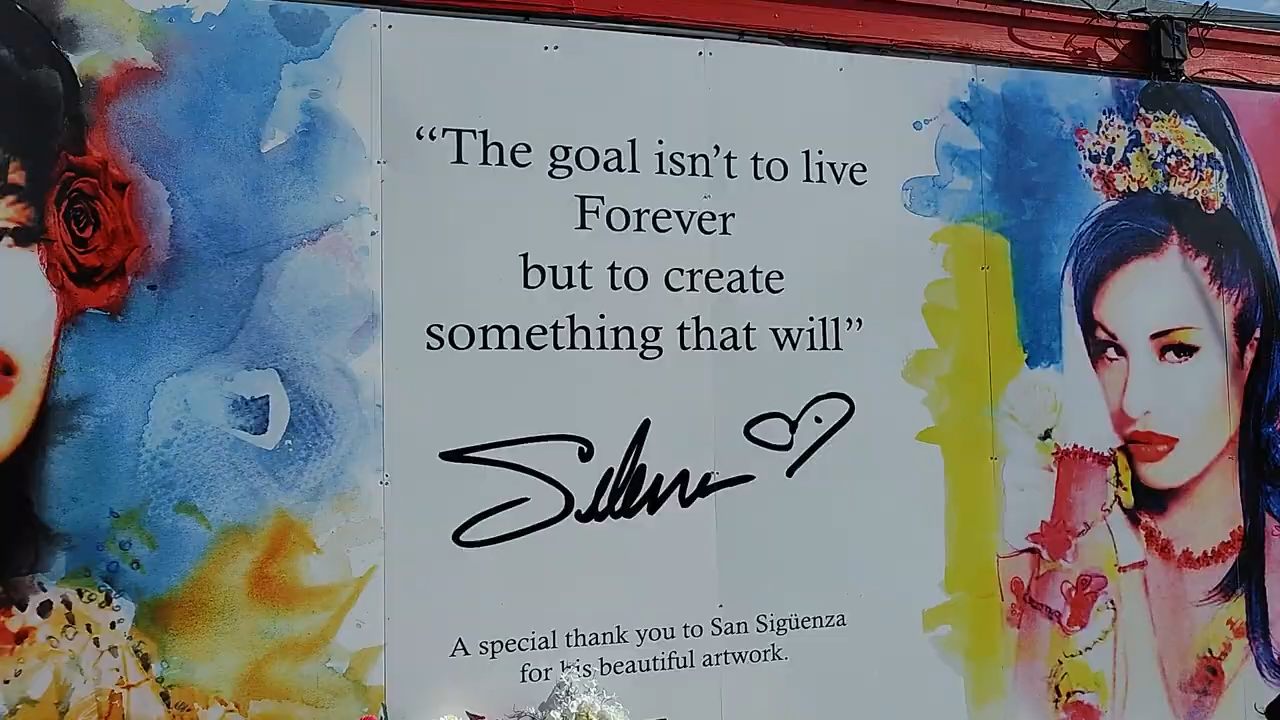 “The goal isn’t to live
Forever
but to create
something that will”
Selena
A special thank you to San Sigüenza
for his beautiful artwork.